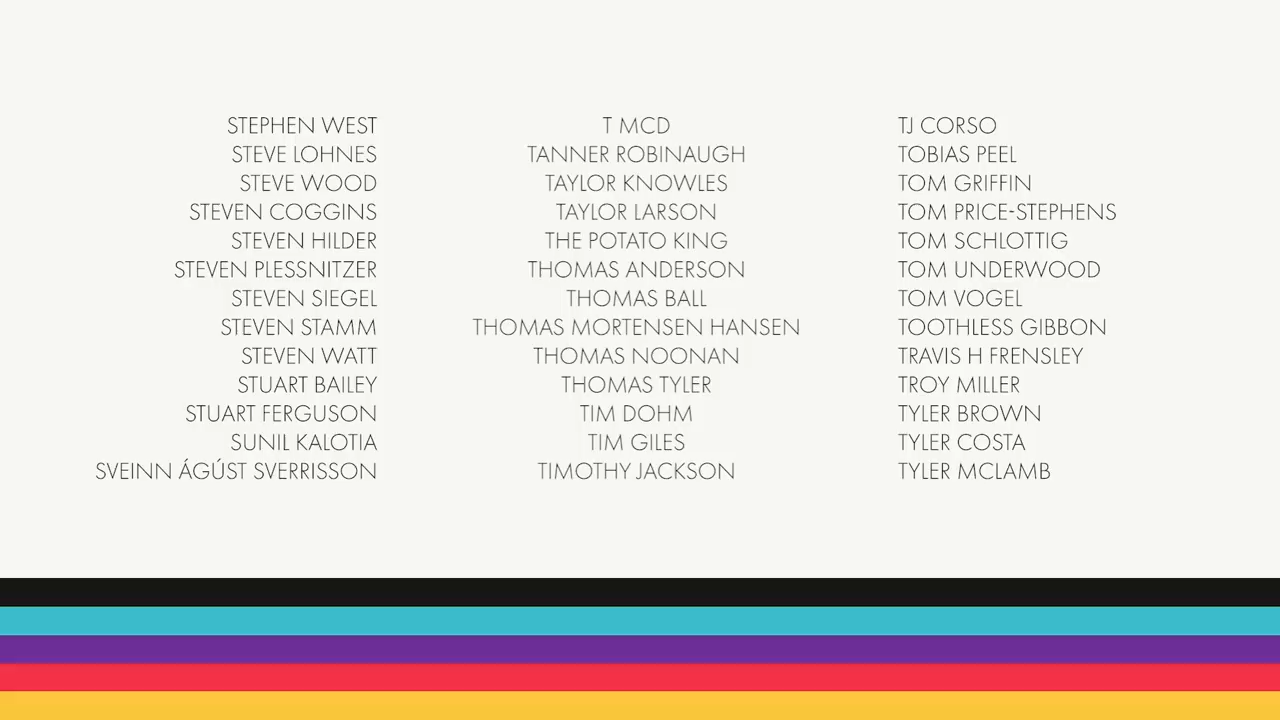 STEPHEN WEST
STEVE LOHNES
STEVE WOOD
STEVEN COGGINS
STEVEN HILDER
STEVEN PLESSNITZER
STEVEN SIEGEL
STEVEN STAMM
STEVEN WATT
STUART BAILEY
STUART FERGUSON
SUNIL KALOTIA
SVEINN ÁGÚST SVERRISSON
T MCD
TANNER ROBINAUGH
TAYLOR KNOWLES
TAYLOR LARSON
THE POTATO KING
THOMAS ANDERSON
THOMAS BALL
THOMAS MORTENSEN HANSEN
THOMAS NOONAN
THOMAS TYLER
TIM DOHM
TIM GILES
TIMOTHY JACKSON
TJ CORSO
TOBIAS PEEL
TOM GRIFFIN
TOM PRICE-STEPHENS
TOM SCHLOTTIG
TOM UNDERWOOD
TOM VOGEL
TOOTHLESS GIBBON
TRAVIS H FRENSLEY
TROY MILLER
TYLER BROWN
TYLER COSTA
TYLER MCLAMB